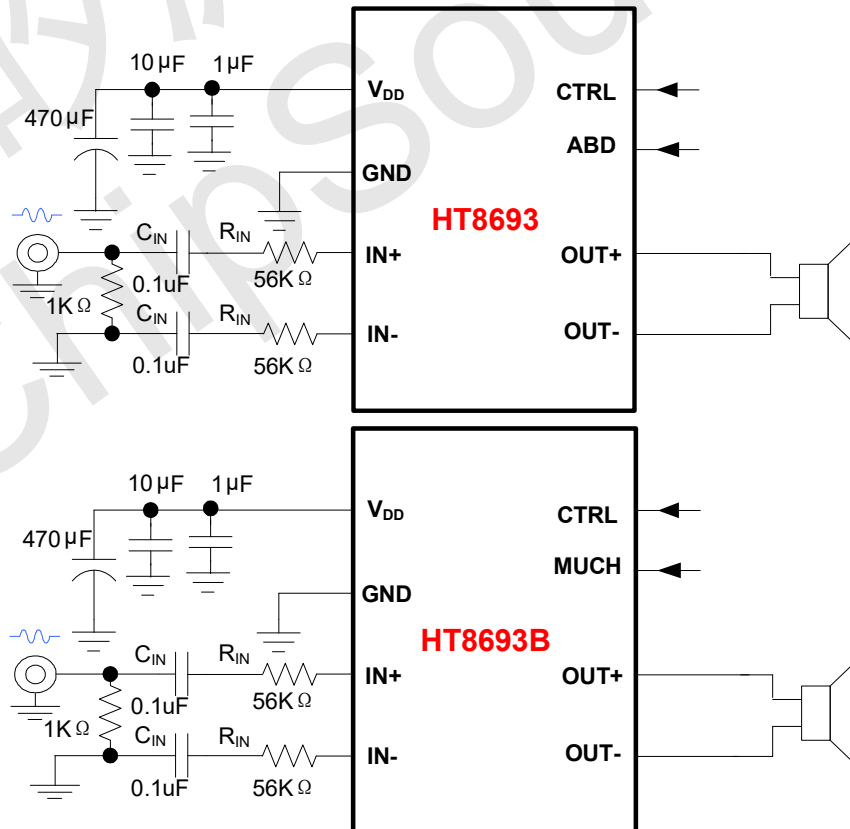 10μF 1μF
V_DD
CTRL
470μF
ABD
GND
HT8693
C_IN R_IN
IN+
OUT+
0.1uF 56KΩ
1KΩ
C_IN R_IN
IN-
OUT-
0.1uF 56KΩ
10μF 1μF
V_DD
CTRL
470μF
MUCH
GND
HT8693B
C_IN R_IN
IN+
OUT+
0.1uF 56KΩ
1KΩ
C_IN R_IN
IN-
OUT-
0.1uF 56KΩ